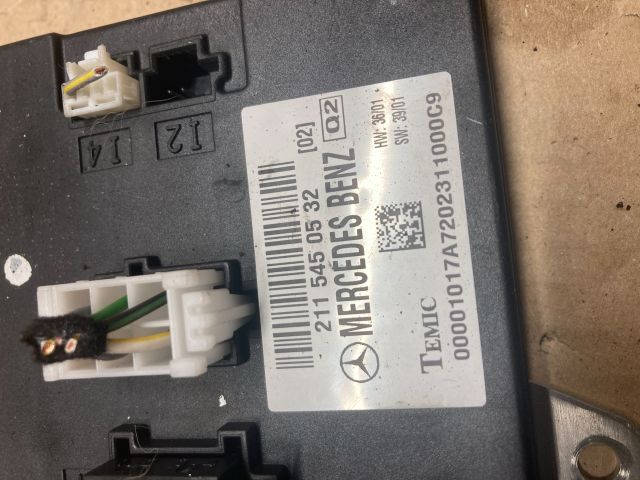 I4
I2
211 545 05 32 [02]
MERCEDES BENZ Q2
HW: 36/01
SW: 39/01
TEMIC
00001017A7202311000C9